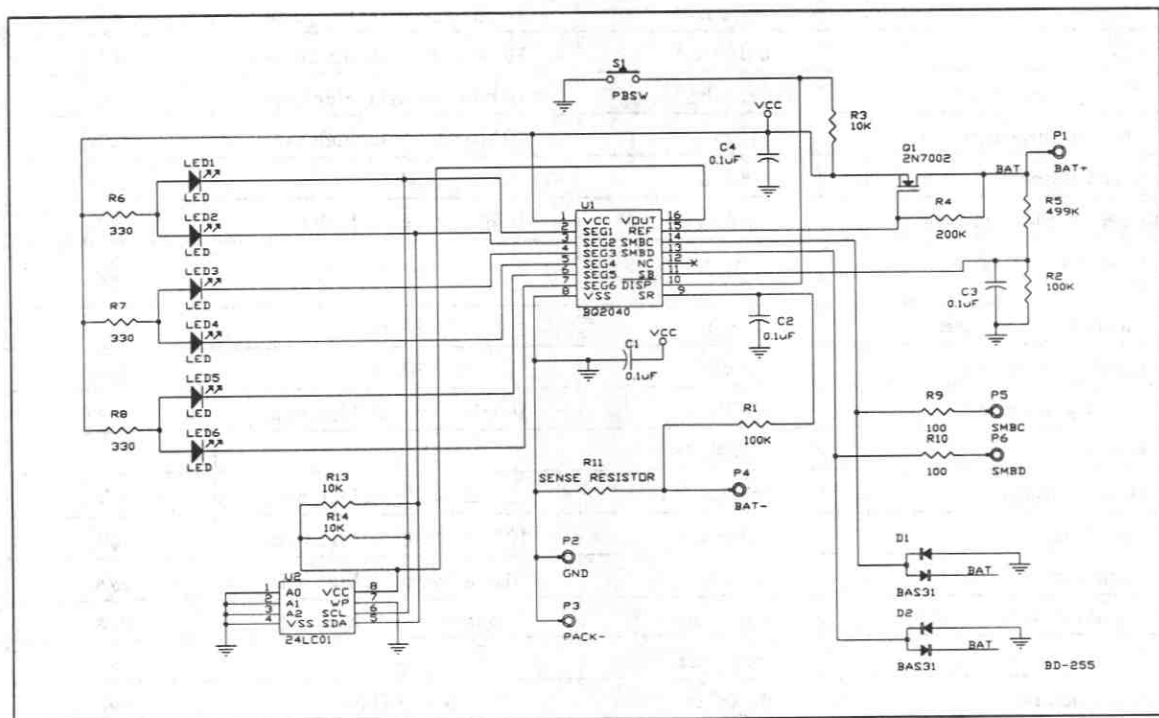 S1
PBSW
VCC
R3
10K
C4
0.1uF
Q1
2N7002
P1
BAT
BAT+
LED1
LED
R6
330
LED2
LED
R4
200K
R5
499K
U1
1 VCC VOUT 16
2 SEG1 REF 15
3 SEG2 SMBC 14
4 SEG3 SMBD 13
5 SEG4 NC 12
6 SEG5 SB 11
7 SEG6 DISP 10
8 VSS SR 9
BQ2040
LED3
LED
R7
330
LED4
LED
C3
0.1uF
R2
100K
C2
0.1uF
C1
0.1uF
VCC
LED5
LED
R8
330
LED6
LED
R1
100K
R9
100
P5
SMBC
R10
100
P6
SMBD
R11
SENSE RESISTOR
P4
BAT-
R13
10K
R14
10K
P2
GND
P3
PACK-
U2
1 A0 VCC 8
2 A1 WP 7
3 A2 SCL 6
4 VSS SDA 5
24LC01
D1
BAT
BAS31
D2
BAT
BAS31
BD-255